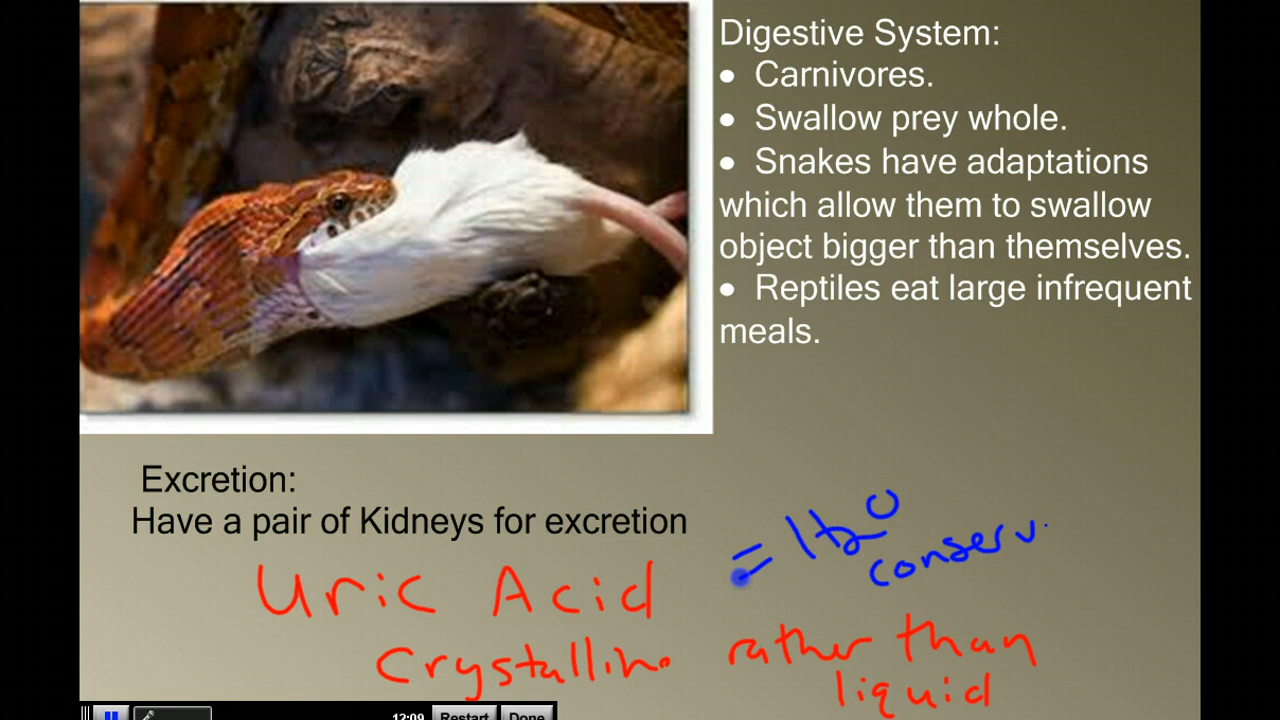 Digestive System:
• Carnivores.
• Swallow prey whole.
• Snakes have adaptations
which allow them to swallow
object bigger than themselves.
• Reptiles eat large infrequent
meals.
Excretion:
Have a pair of Kidneys for excretion
= H2O
conserv.
Uric Acid
Crystalline rather than
liquid
12:09 Restart Done